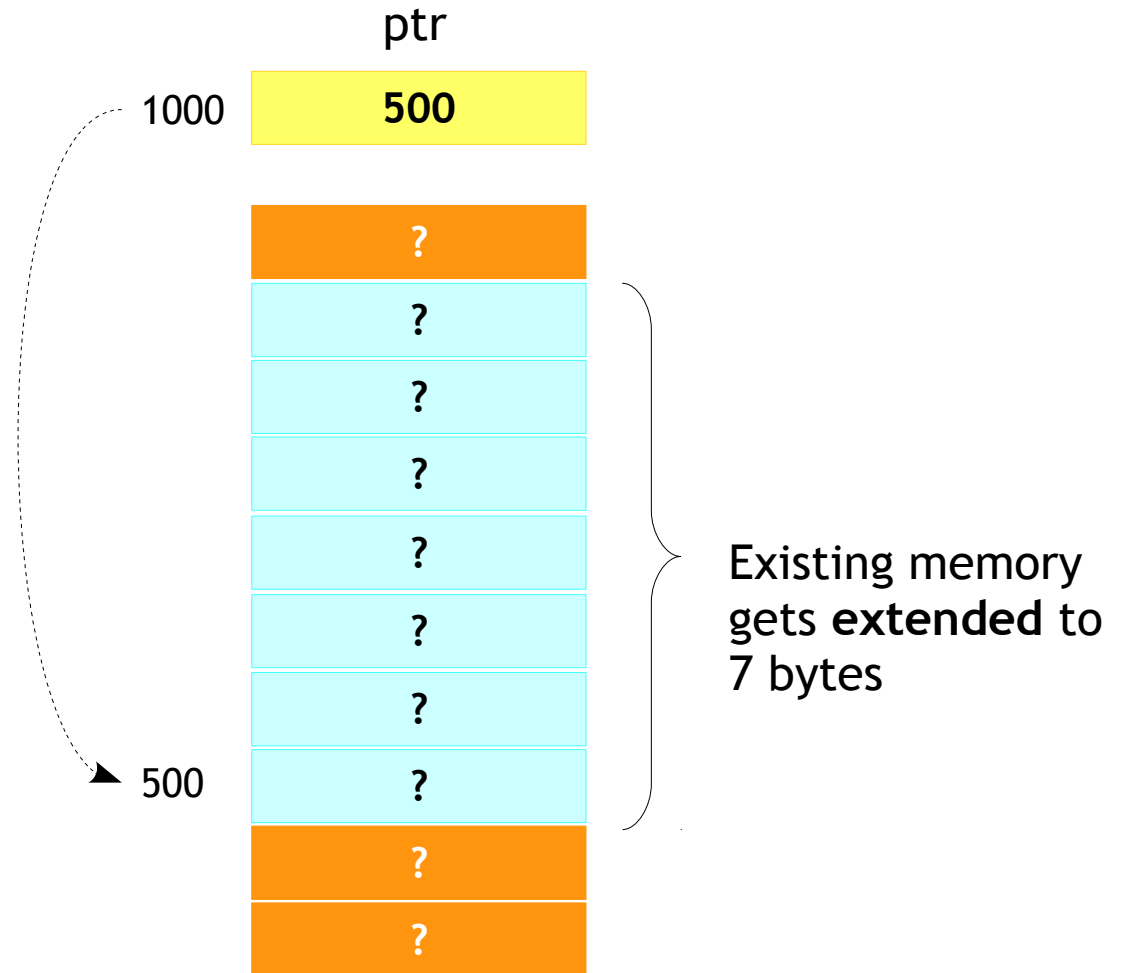 ptr
1000 500
?
?
?
?
?
?
?
500 ?
?
?
Existing memory
gets extended to
7 bytes